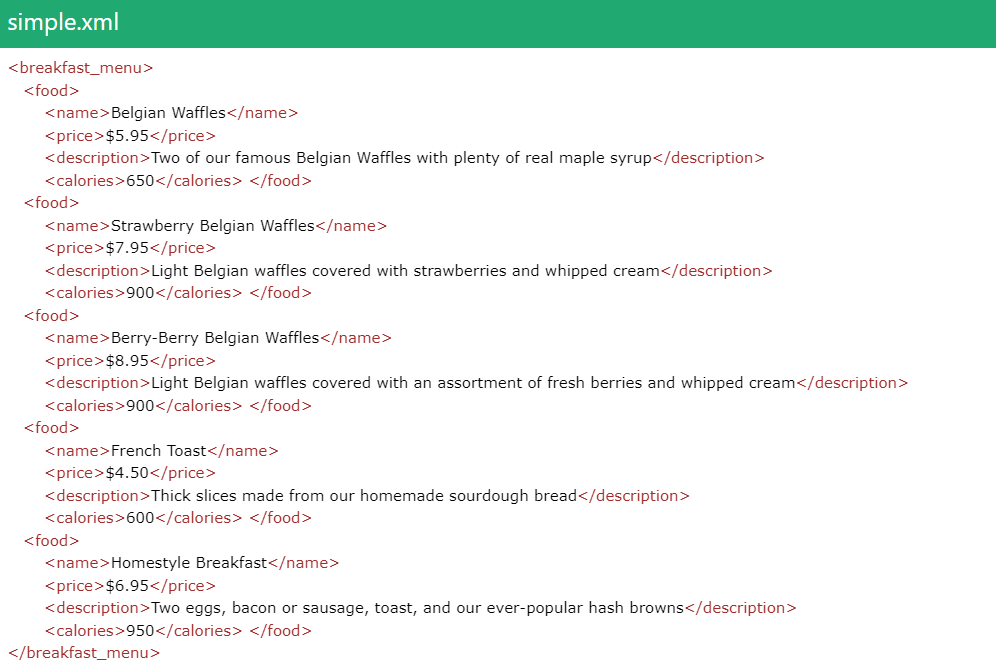 simple.xml
<breakfast_menu>
<food>
<name>Belgian Waffles</name>
<price>$5.95</price>
<description>Two of our famous Belgian Waffles with plenty of real maple syrup</description>
<calories>650</calories> </food>
<food>
<name>Strawberry Belgian Waffles</name>
<price>$7.95</price>
<description>Light Belgian waffles covered with strawberries and whipped cream</description>
<calories>900</calories> </food>
<food>
<name>Berry-Berry Belgian Waffles</name>
<price>$8.95</price>
<description>Light Belgian waffles covered with an assortment of fresh berries and whipped cream</description>
<calories>900</calories> </food>
<food>
<name>French Toast</name>
<price>$4.50</price>
<description>Thick slices made from our homemade sourdough bread</description>
<calories>600</calories> </food>
<food>
<name>Homestyle Breakfast</name>
<price>$6.95</price>
<description>Two eggs, bacon or sausage, toast, and our ever-popular hash browns</description>
<calories>950</calories> </food>
</breakfast_menu>